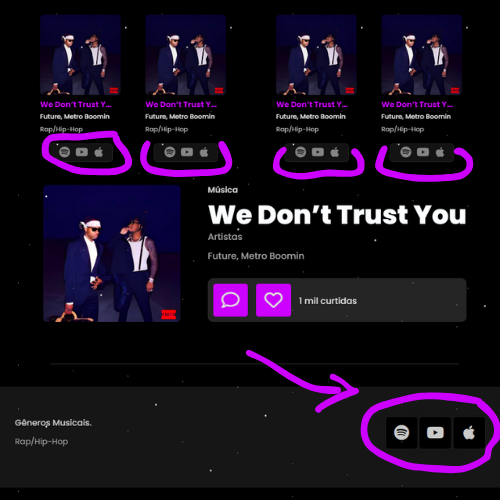 We Don't Trust Y... We Don't Trust Y... We Don't Trust Y... We Don't Trust Y...
Future, Metro Boomin Future, Metro Boomin Future, Metro Boomin Future, Metro Boomin
Rap/Hip-Hop Rap/Hip-Hop Rap/Hip-Hop Rap/Hip-Hop
Música
We Don't Trust You
Artistas
Future, Metro Boomin
1 mil curtidas
Gêneros Musicais.
Rap/Hip-Hop